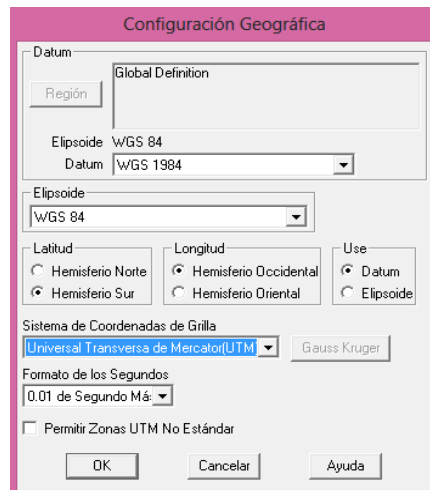 Configuración Geográfica
Datum
Región
Global Definition
Elipsoide WGS 84
Datum WGS 1984
Elipsoide
WGS 84
Latitud
Hemisferio Norte
Hemisferio Sur
Longitud
Hemisferio Occidental
Hemisferio Oriental
Use
Datum
Elipsoide
Sistema de Coordenadas de Grilla
Universal Transversa de Mercator(UTM
Gauss Kruger
Formato de los Segundos
0.01 de Segundo Má
Permitir Zonas UTM No Estándar
OK
Cancelar
Ayuda